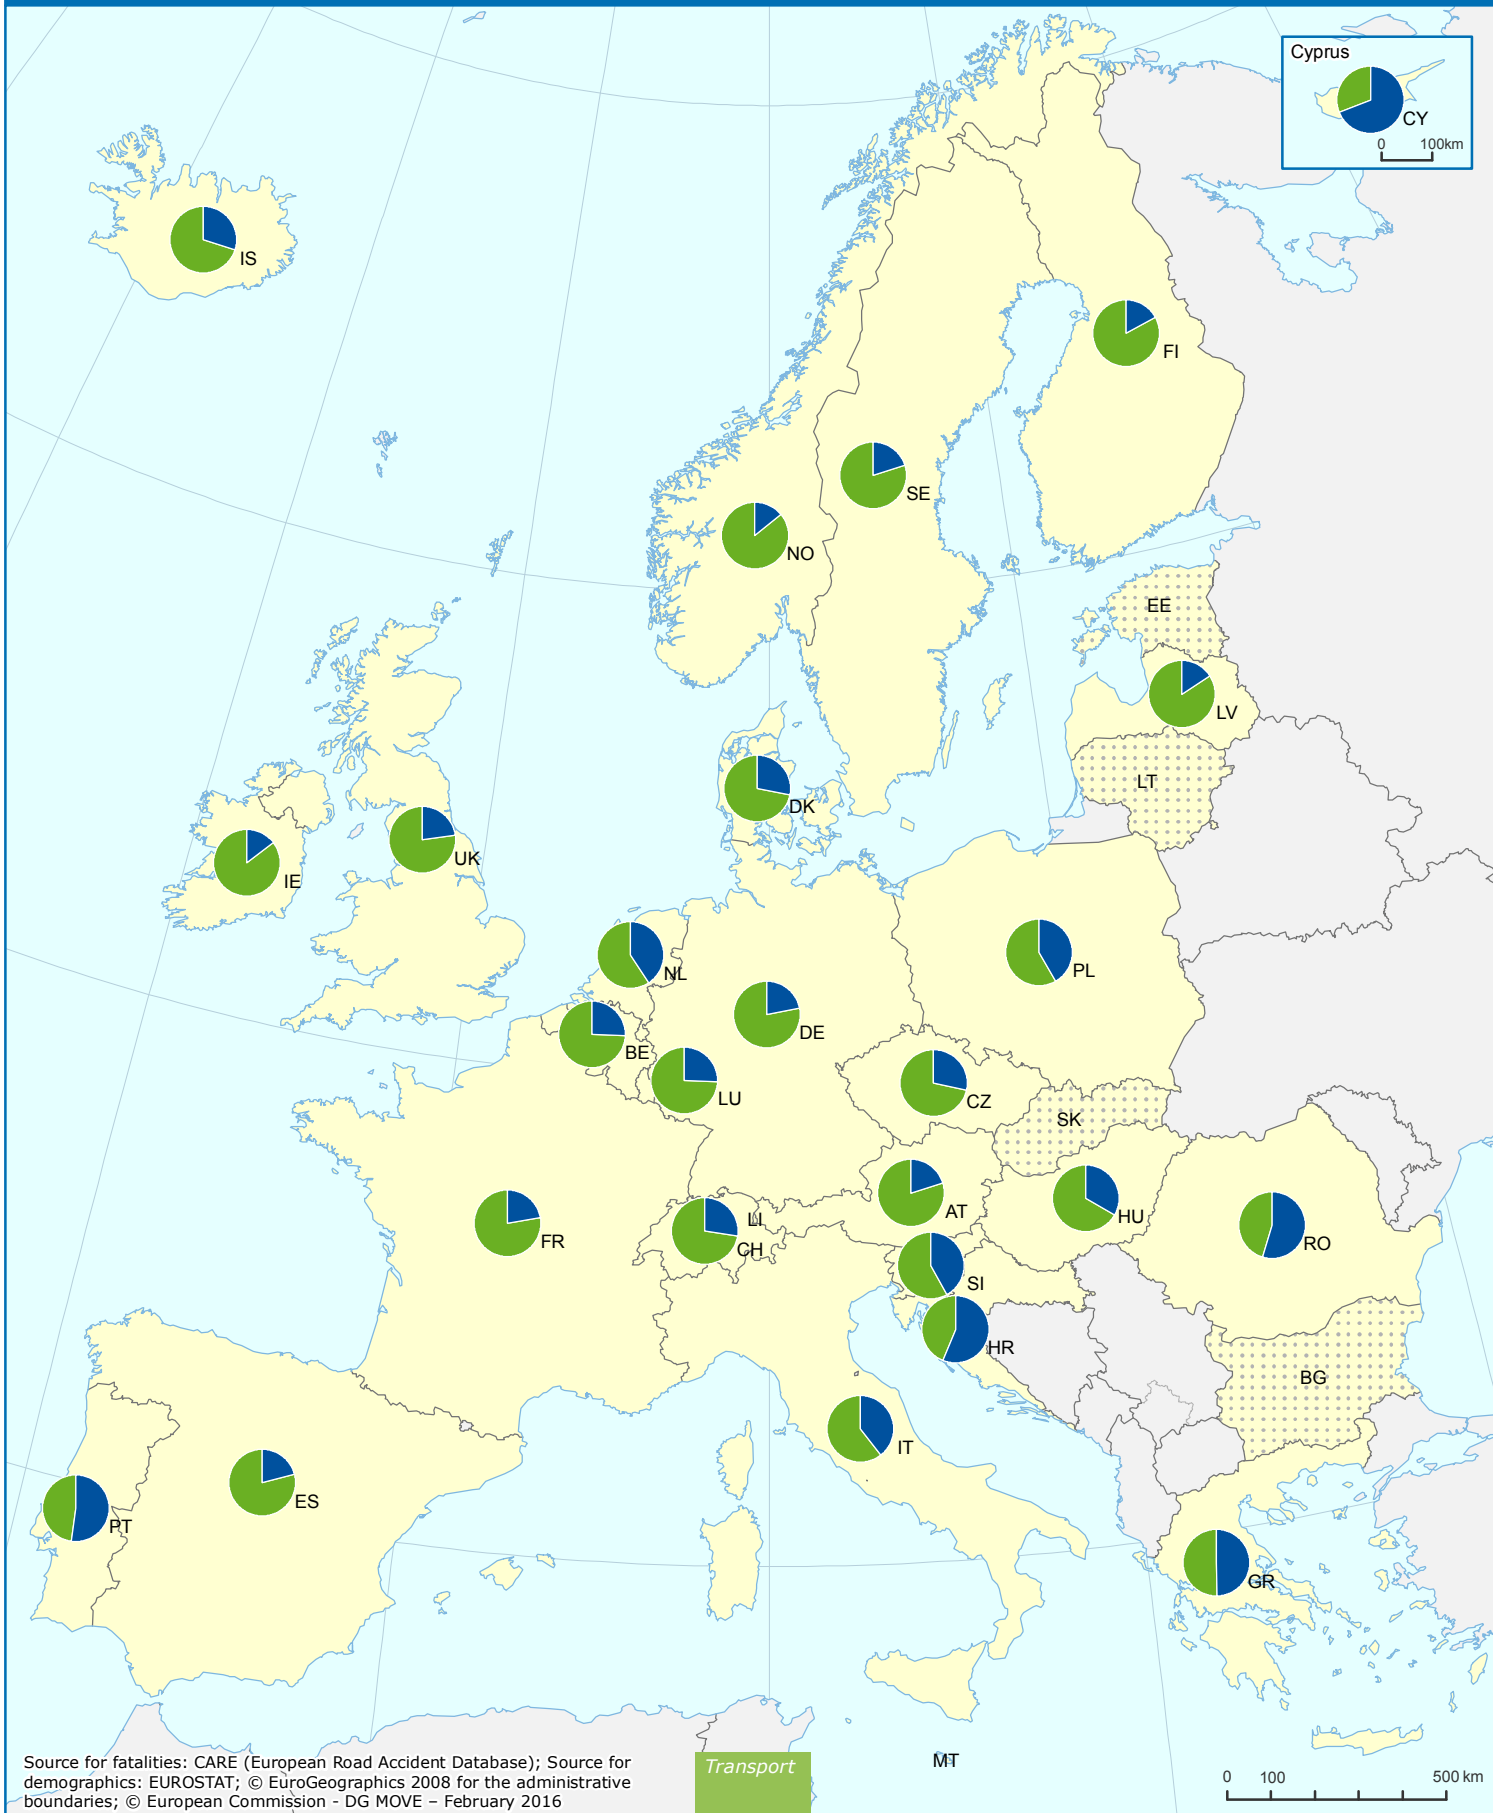 Cyprus
CY
0 100km
IS
FI
SE
NO
EE
LV
LT
DK
UK
IE
NL
PL
BE
DE
LU
CZ
SK
AT
HU
LI
CH
FR
RO
SI
HR
BG
IT
ES
PT
GR
MT
Source for fatalities: CARE (European Road Accident Database); Source for
demographics: EUROSTAT; © EuroGeographics 2008 for the administrative
boundaries; © European Commission - DG MOVE – February 2016
Transport
0 100 500 km